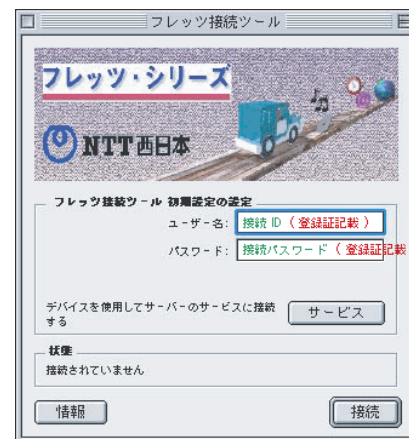 フレッツ接続ツール
フレッツ・シリーズ
NTT西日本
フレッツ接続ツール 初期設定の設定
ユーザー名: 接続 ID ( 登録証記載 )
パスワード: 接続パスワード ( 登録証記載 )
デバイスを使用してサーバーのサービスに接続
する
サービス
状態
接続されていません
情報
接続